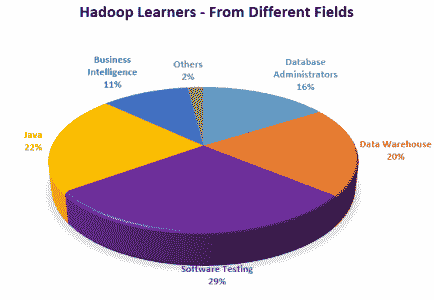 Hadoop Learners - From Different Fields
Business
Intelligence
11%
Others
2%
Database
Administrators
16%
Java
22%
Data Warehouse
20%
Software Testing
29%